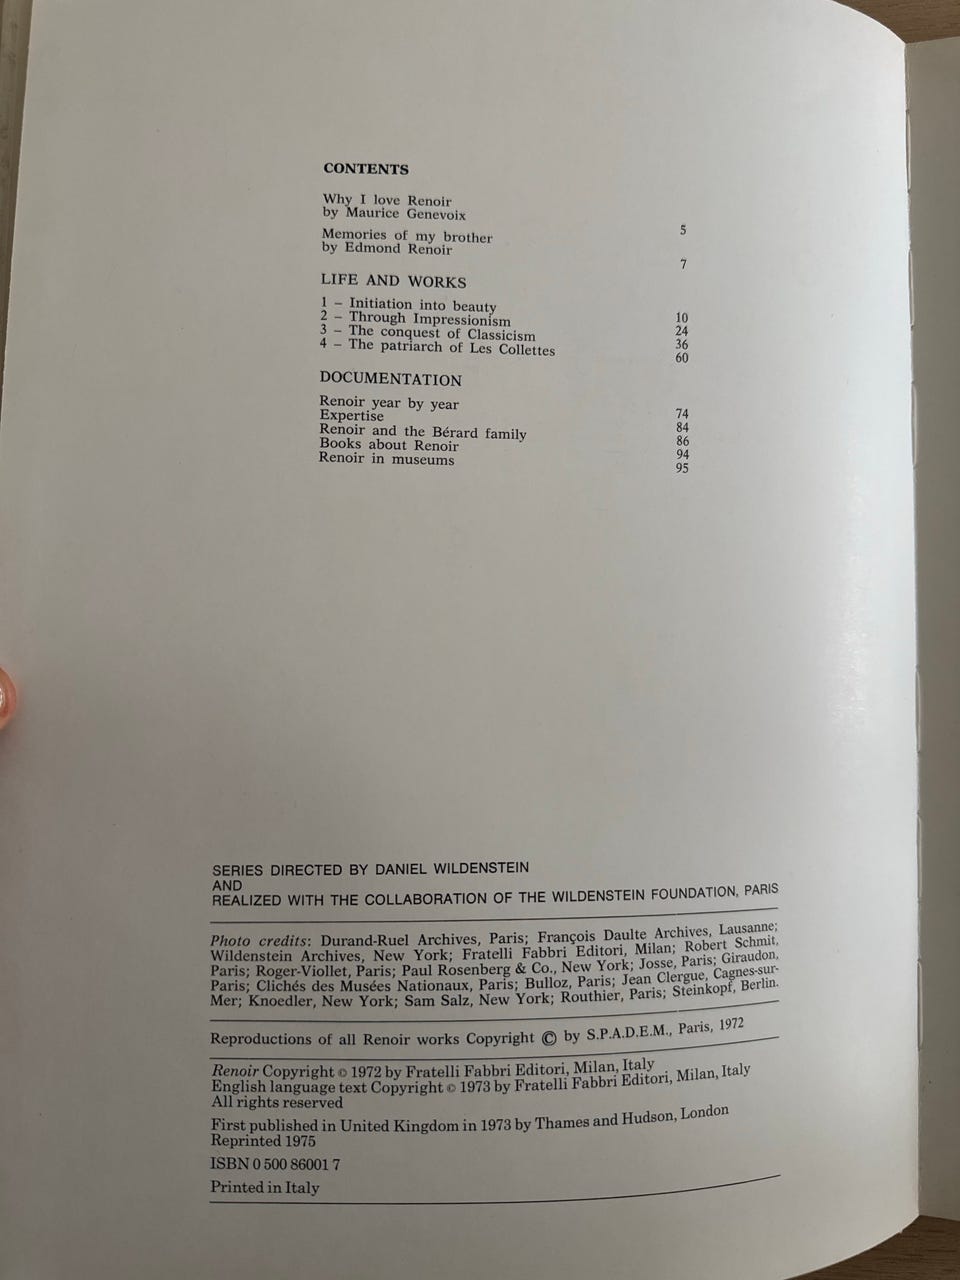 CONTENTS
Why I love Renoir
by Maurice Genevoix 5
Memories of my brother
by Edmond Renoir 7
LIFE AND WORKS
1 – Initiation into beauty 10
2 – Through Impressionism 24
3 – The conquest of Classicism 36
4 – The patriarch of Les Collettes 60
DOCUMENTATION
Renoir year by year 74
Expertise 84
Renoir and the Bérard family 86
Books about Renoir 94
Renoir in museums 95
SERIES DIRECTED BY DANIEL WILDENSTEIN
AND
REALIZED WITH THE COLLABORATION OF THE WILDENSTEIN FOUNDATION, PARIS
Photo credits: Durand-Ruel Archives, Paris; François Daulte Archives, Lausanne;
Wildenstein Archives, New York; Fratelli Fabbri Editori, Milan; Robert Schmit,
Paris; Roger-Viollet, Paris; Paul Rosenberg & Co., New York; Josse, Paris; Giraudon,
Paris; Clichés des Musées Nationaux, Paris; Bulloz, Paris; Jean Clergue, Cagnes-sur-
Mer; Knoedler, New York; Sam Salz, New York; Routhier, Paris; Steinkopf, Berlin.
Reproductions of all Renoir works Copyright © by S.P.A.D.E.M., Paris, 1972
Renoir Copyright © 1972 by Fratelli Fabbri Editori, Milan, Italy
English language text Copyright © 1973 by Fratelli Fabbri Editori, Milan, Italy
All rights reserved
First published in United Kingdom in 1973 by Thames and Hudson, London
Reprinted 1975
ISBN 0 500 86001 7
Printed in Italy